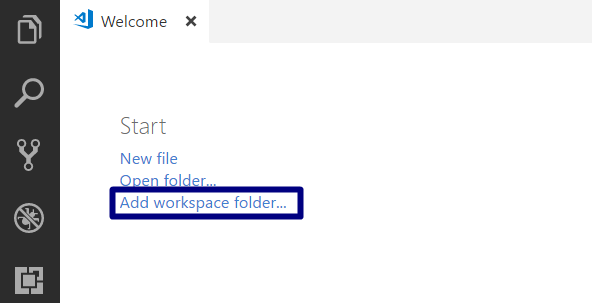 Welcome
Start
New file
Open folder...
Add workspace folder...